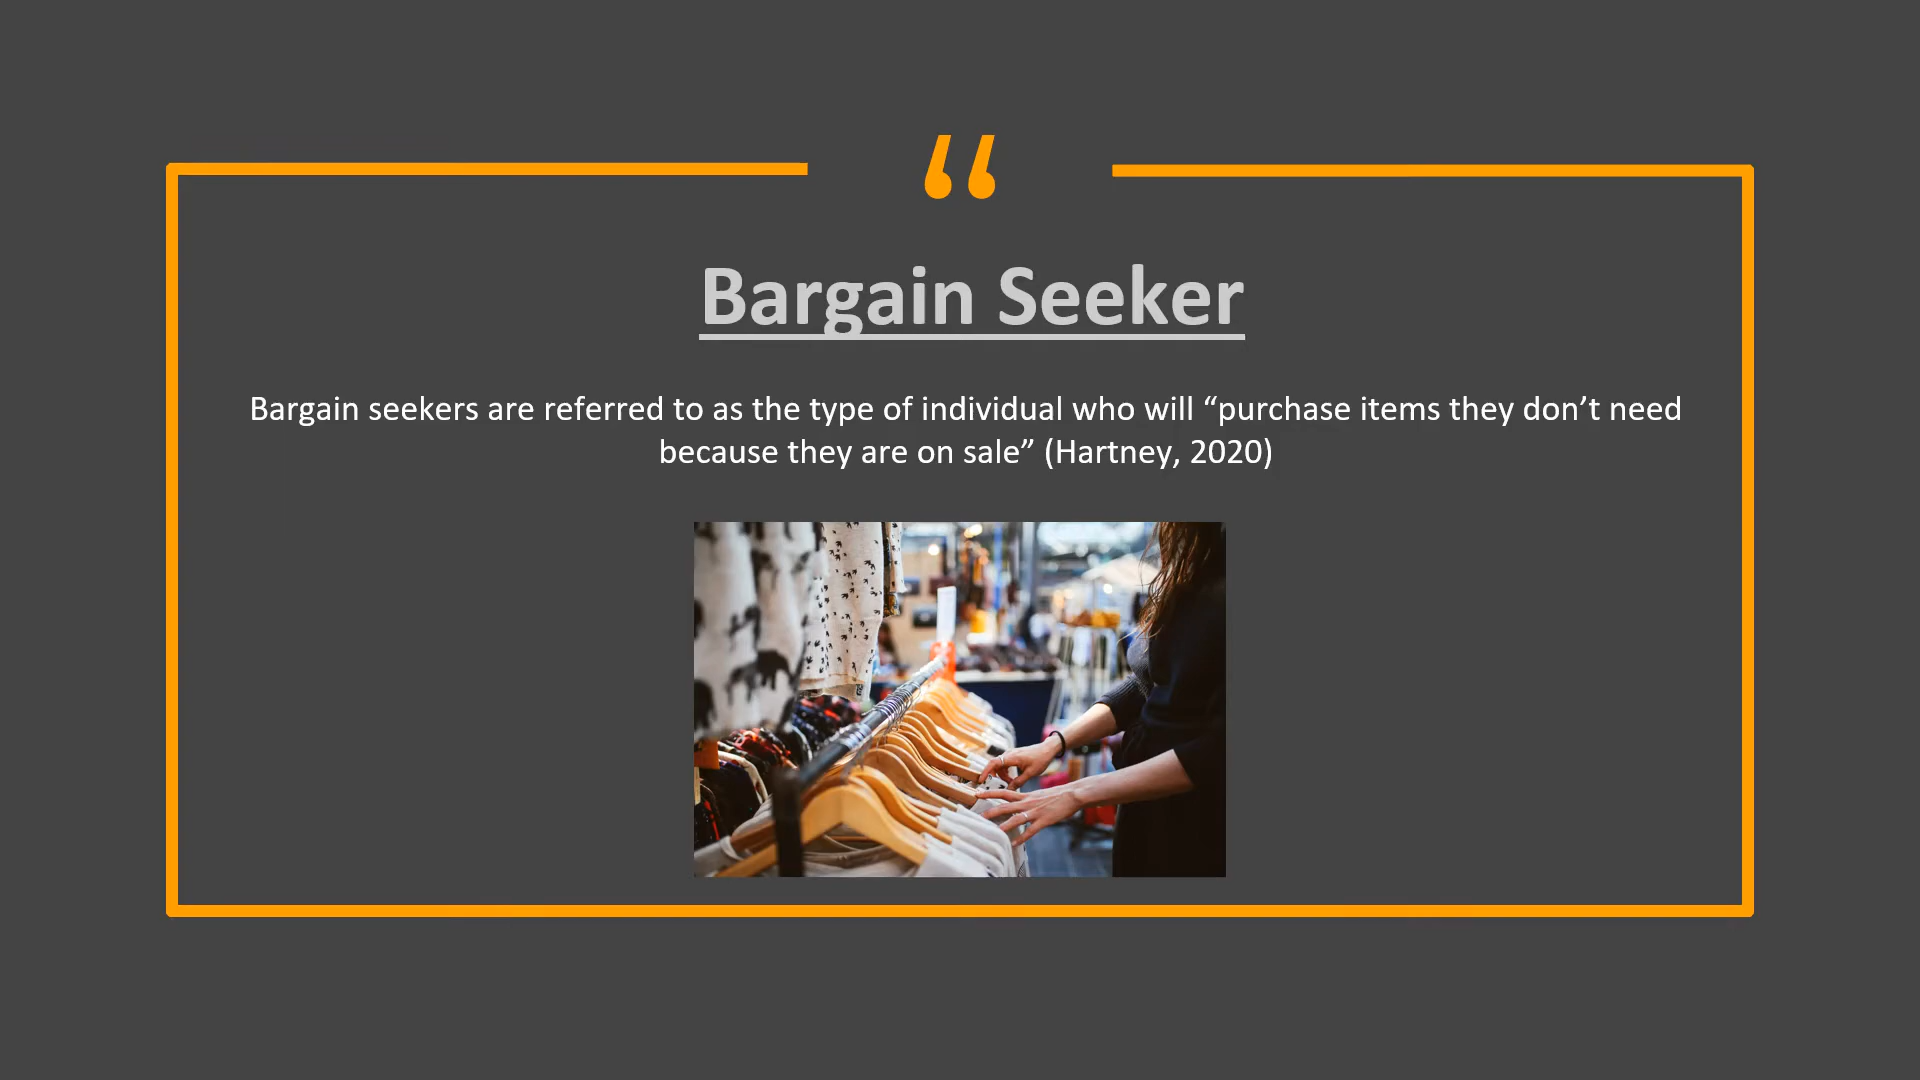 “
Bargain Seeker
Bargain seekers are referred to as the type of individual who will “purchase items they don’t need
because they are on sale” (Hartney, 2020)